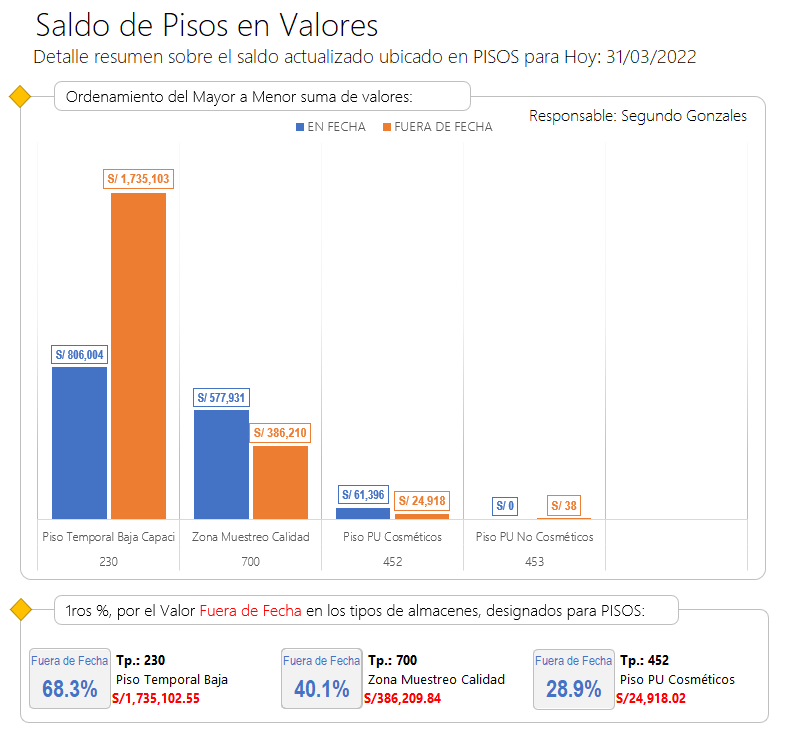 Saldo de Pisos en Valores
Detalle resumen sobre el saldo actualizado ubicado en PISOS para Hoy: 31/03/2022
Ordenamiento del Mayor a Menor suma de valores:
Responsable: Segundo Gonzales
EN FECHA FUERA DE FECHA
S/ 1,735,103
S/ 806,004
S/ 577,931
S/ 386,210
S/ 61,396
S/ 24,918
S/ 0
S/ 38
Piso Temporal Baja Capaci Zona Muestreo Calidad Piso PU Cosméticos Piso PU No Cosméticos
230 700 452 453
1ros %, por el Valor Fuera de Fecha en los tipos de almacenes, designados para PISOS:
Fuera de Fecha
68.3%
Tp.: 230
Piso Temporal Baja
S/1,735,102.55
Fuera de Fecha
40.1%
Tp.: 700
Zona Muestreo Calidad
S/386,209.84
Fuera de Fecha
28.9%
Tp.: 452
Piso PU Cosméticos
S/24,918.02